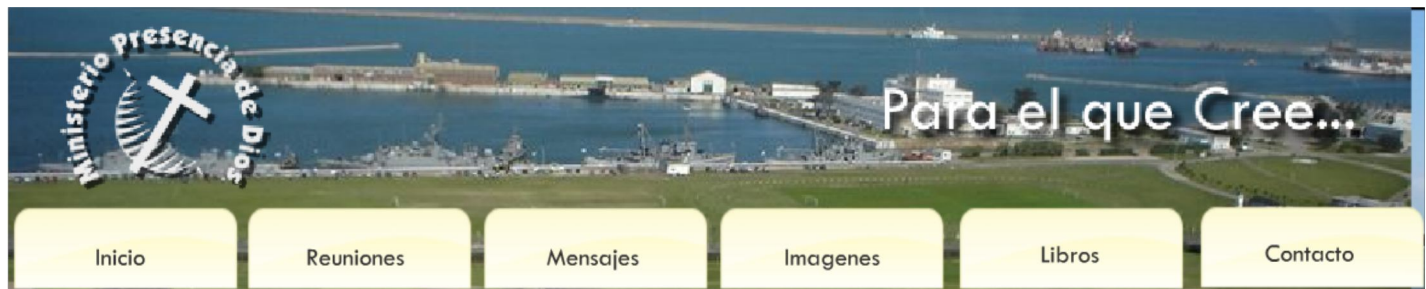 Ministerio Presencia de Dios
Para el que Cree...
Inicio
Reuniones
Mensajes
Imagenes
Libros
Contacto